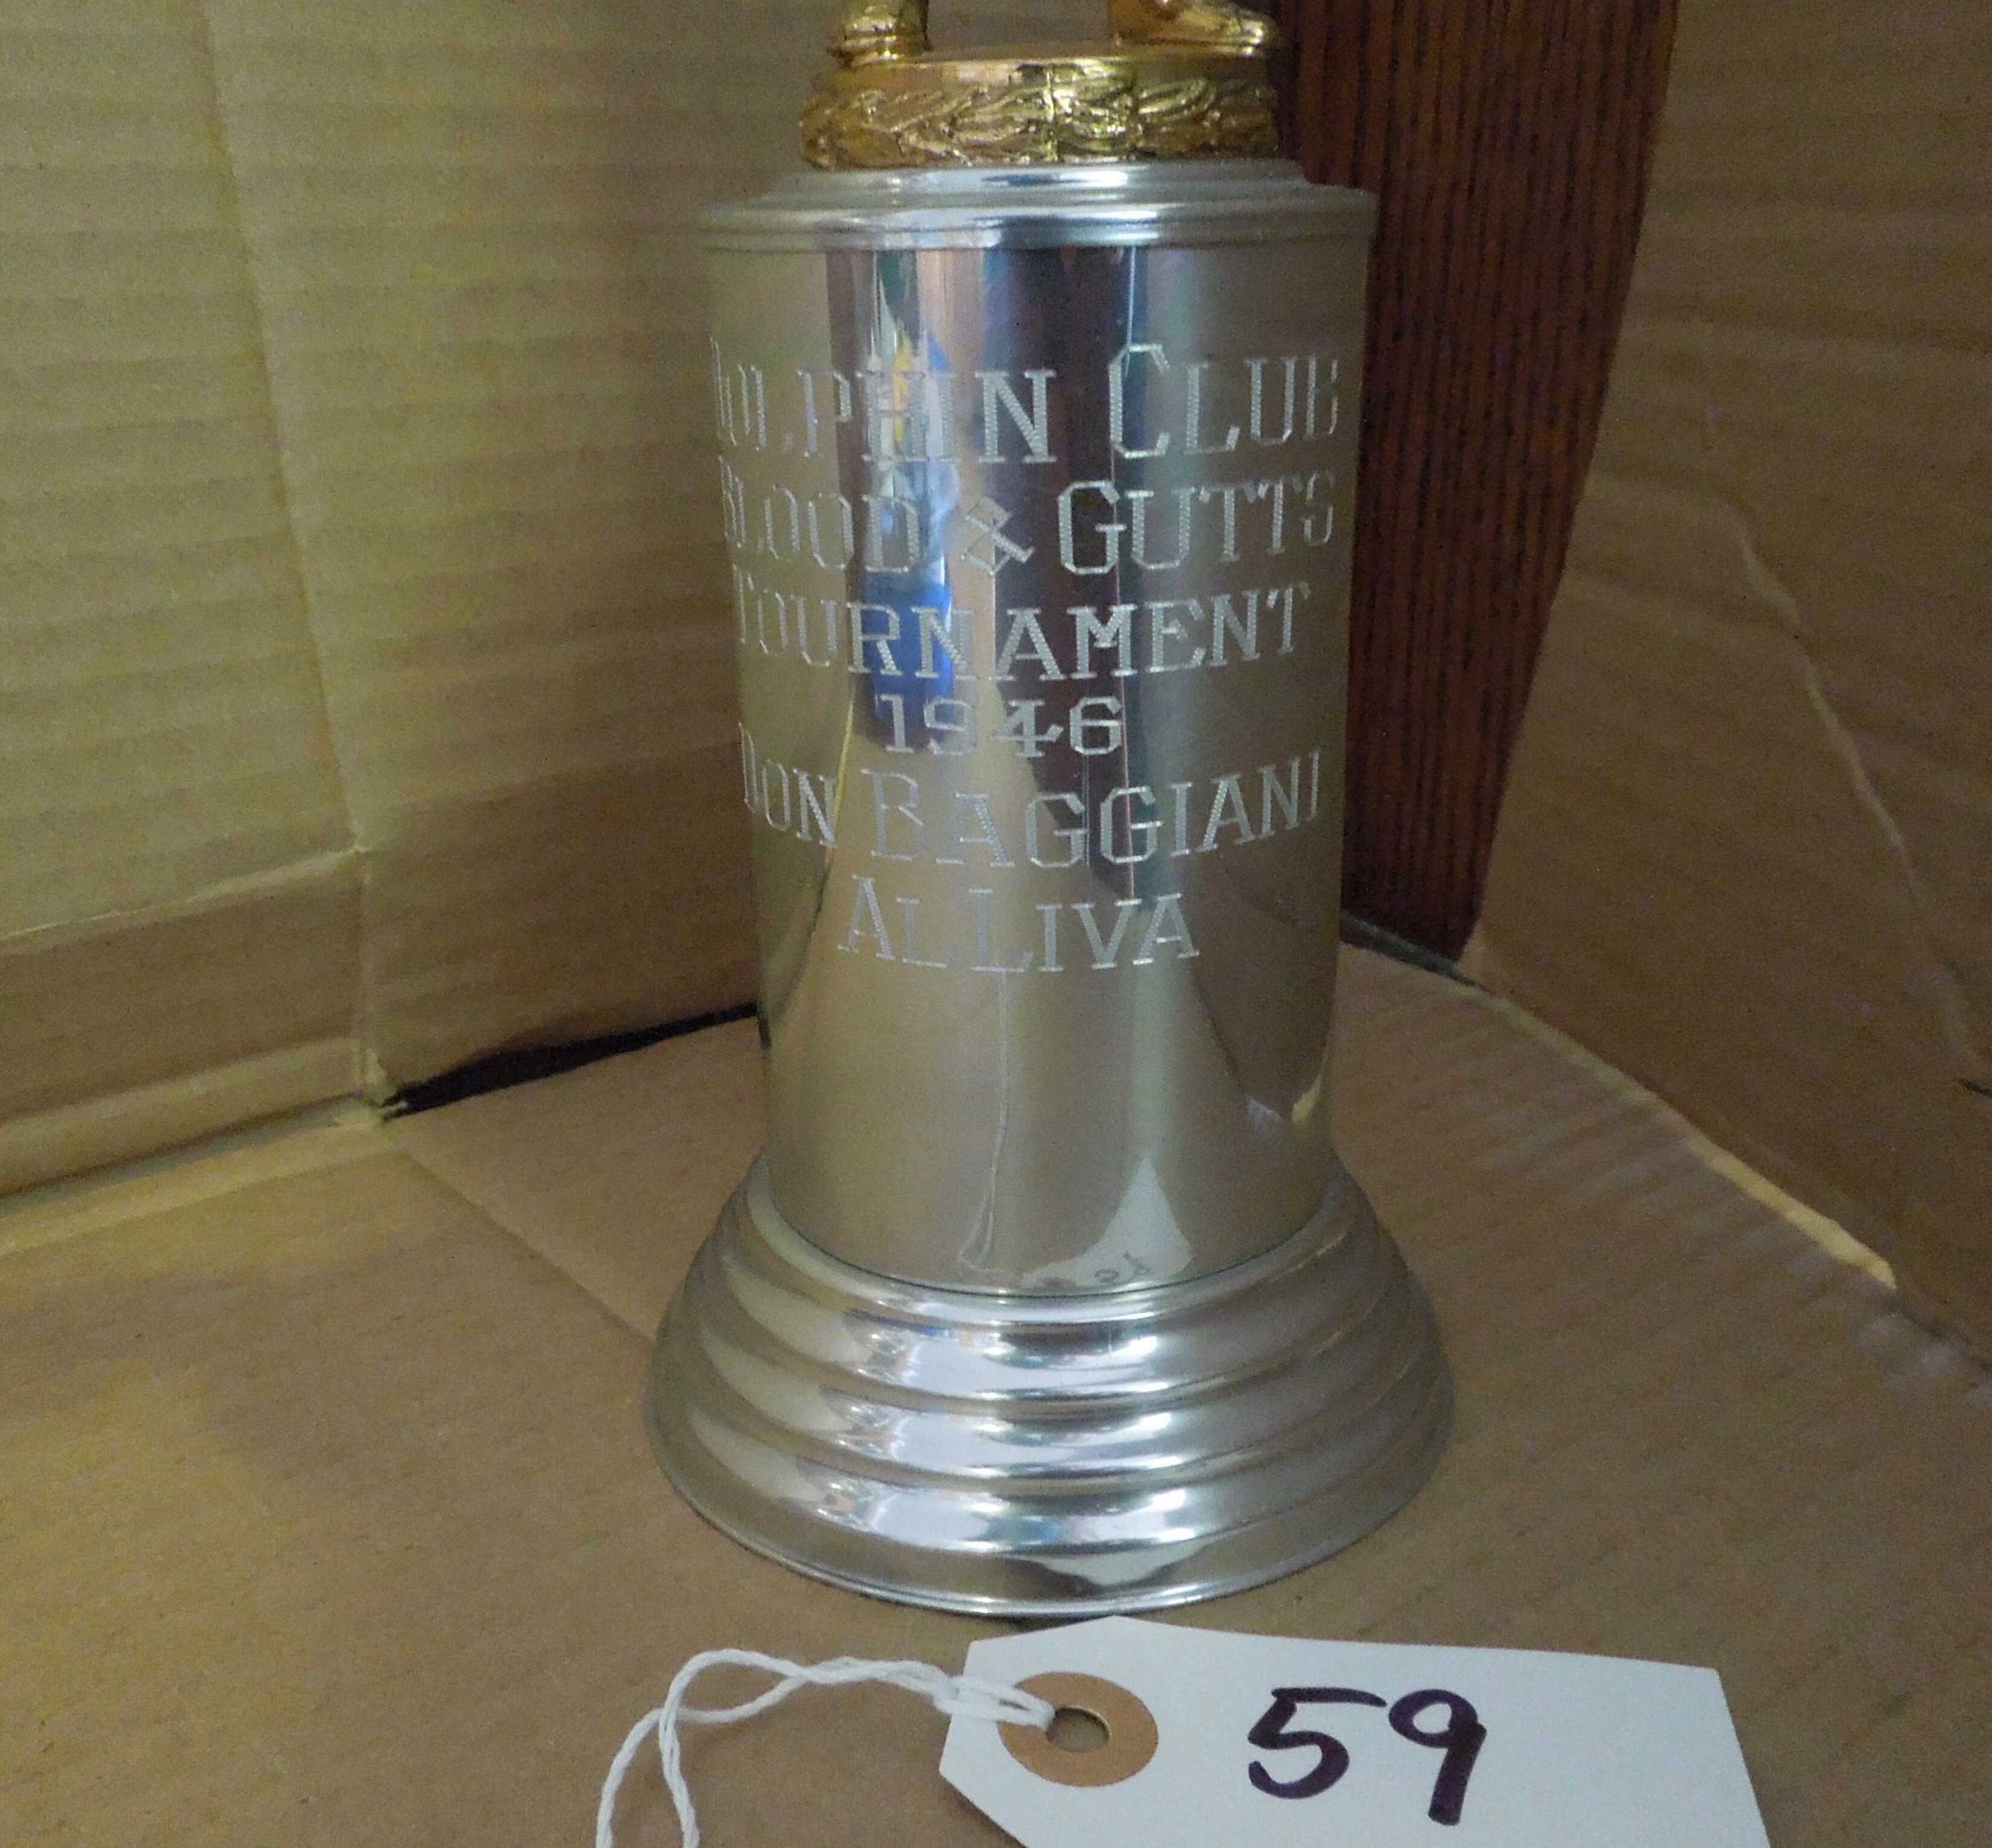 DOLPHIN CLUB
BLOOD & GUTTS
TOURNAMENT
1946
DON BAGGIANI
AL LIVA
59